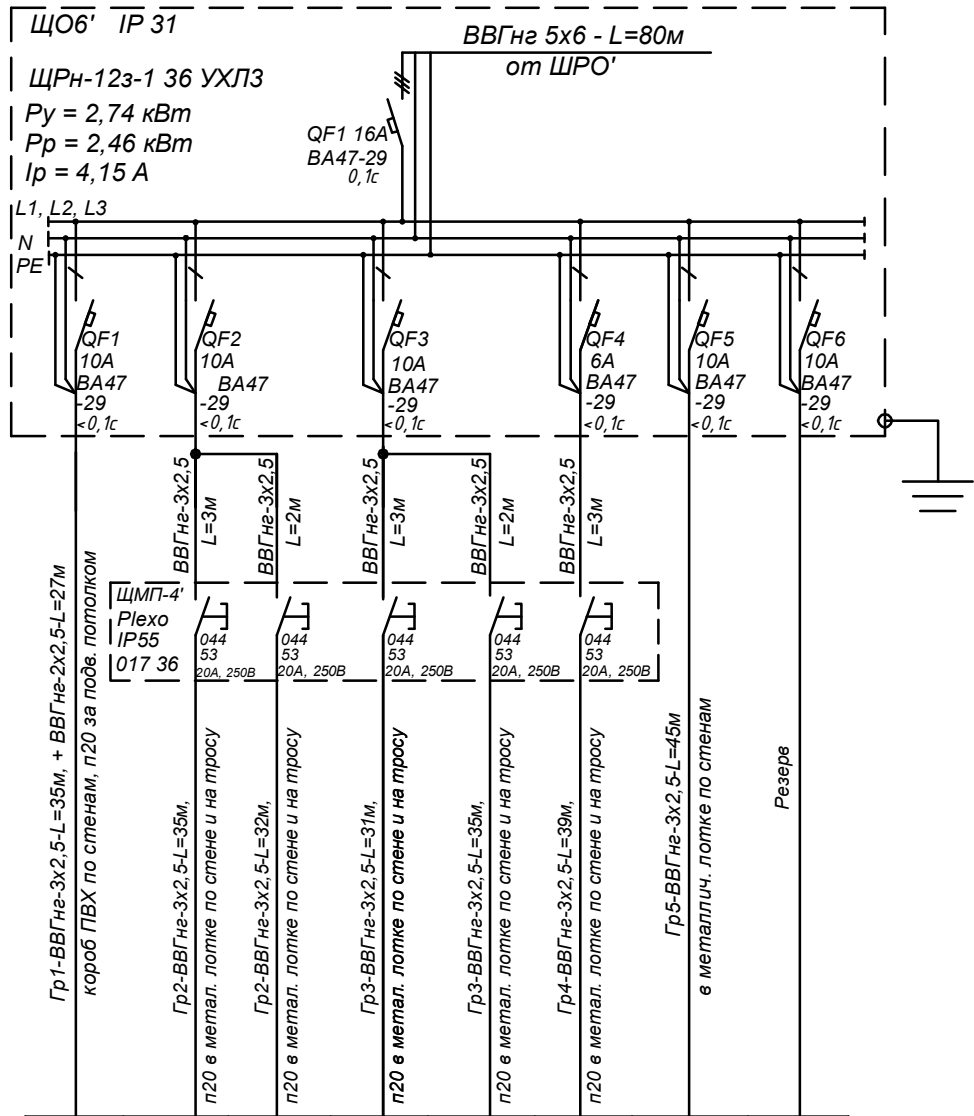 ЩО6' IP 31
ВВГнг 5х6 - L=80м
от ШРО'
ЩРн-12з-1 36 УХЛ3
Ру = 2,74 кВт
Рр = 2,46 кВт
Iр = 4,15 А
QF1 16А
ВА47-29
0,1с
L1, L2, L3
N
PE
QF1
10А
ВА47
-29
<0,1с
QF2
10А
ВА47
-29
<0,1с
QF3
10А
ВА47
-29
<0,1с
QF4
6А
ВА47
-29
<0,1с
QF5
10А
ВА47
-29
<0,1с
QF6
10А
ВА47
-29
<0,1с
ВВГнг-3х2,5
L=3м
ВВГнг-3х2,5
L=2м
ВВГнг-3х2,5
L=3м
ВВГнг-3х2,5
L=2м
ВВГнг-3х2,5
L=3м
ЩМП-4'
Plexo
IP55
017 36
044
53
20А, 250В
044
53
20А, 250В
044
53
20А, 250В
044
53
20А, 250В
044
53
20А, 250В
Гр1-ВВГнг-3х2,5-L=35м, + ВВГнг-2х2,5-L=27м
короб ПВХ по стенам, п20 за подв. потолком
Гр2-ВВГнг-3х2,5-L=35м,
п20 в метал. лотке по стене и на тросу
Гр2-ВВГнг-3х2,5-L=32м,
п20 в метал. лотке по стене и на тросу
Гр3-ВВГнг-3х2,5-L=31м,
п20 в метал. лотке по стене и на тросу
Гр3-ВВГнг-3х2,5-L=35м,
п20 в метал. лотке по стене и на тросу
Гр4-ВВГнг-3х2,5-L=39м,
п20 в метал. лотке по стене и на тросу
Гр5-ВВГнг-3х2,5-L=45м
в металлич. лотке по стенам
Резерв